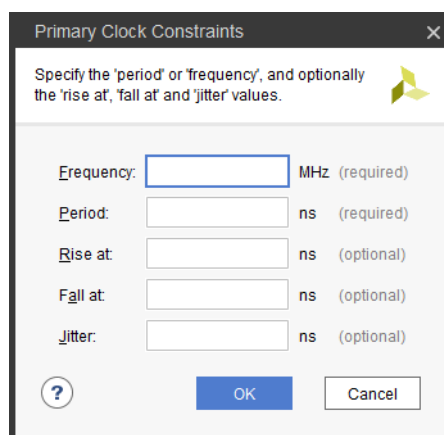 Primary Clock Constraints
Specify the 'period' or 'frequency', and optionally
the 'rise at', 'fall at' and 'jitter' values.
Frequency: MHz (required)
Period: ns (required)
Rise at: ns (optional)
Fall at: ns (optional)
Jitter: ns (optional)
? OK Cancel